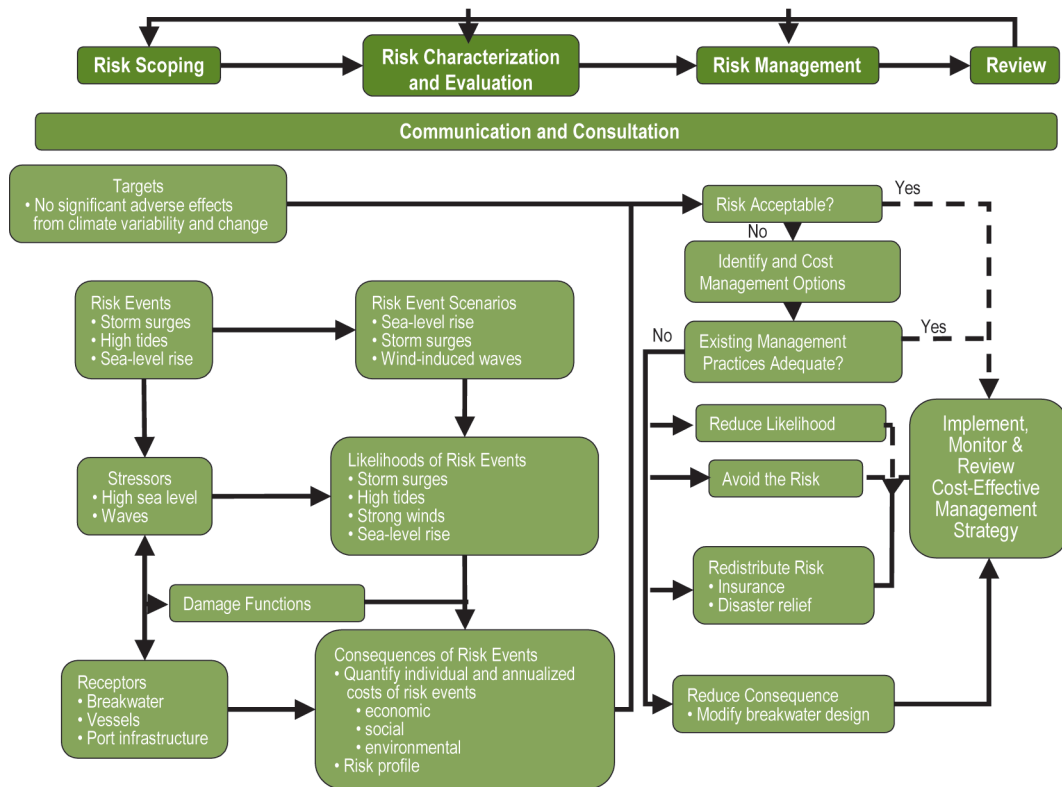 Risk Scoping
Risk Characterization
and Evaluation
Risk Management
Review
Communication and Consultation
Targets
• No significant adverse effects
from climate variability and change
Risk Acceptable?
Yes
No
Identify and Cost
Management Options
Risk Events
• Storm surges
• High tides
• Sea-level rise
Risk Event Scenarios
• Sea-level rise
• Storm surges
• Wind-induced waves
No
Existing Management
Practices Adequate?
Yes
Reduce Likelihood
Avoid the Risk
Implement,
Monitor &
Review
Cost-Effective
Management
Strategy
Stressors
• High sea level
• Waves
Likelihoods of Risk Events
• Storm surges
• High tides
• Strong winds
• Sea-level rise
Redistribute Risk
• Insurance
• Disaster relief
Damage Functions
Receptors
• Breakwater
• Vessels
• Port infrastructure
Consequences of Risk Events
• Quantify individual and annualized
costs of risk events
• economic
• social
• environmental
• Risk profile
Reduce Consequence
• Modify breakwater design